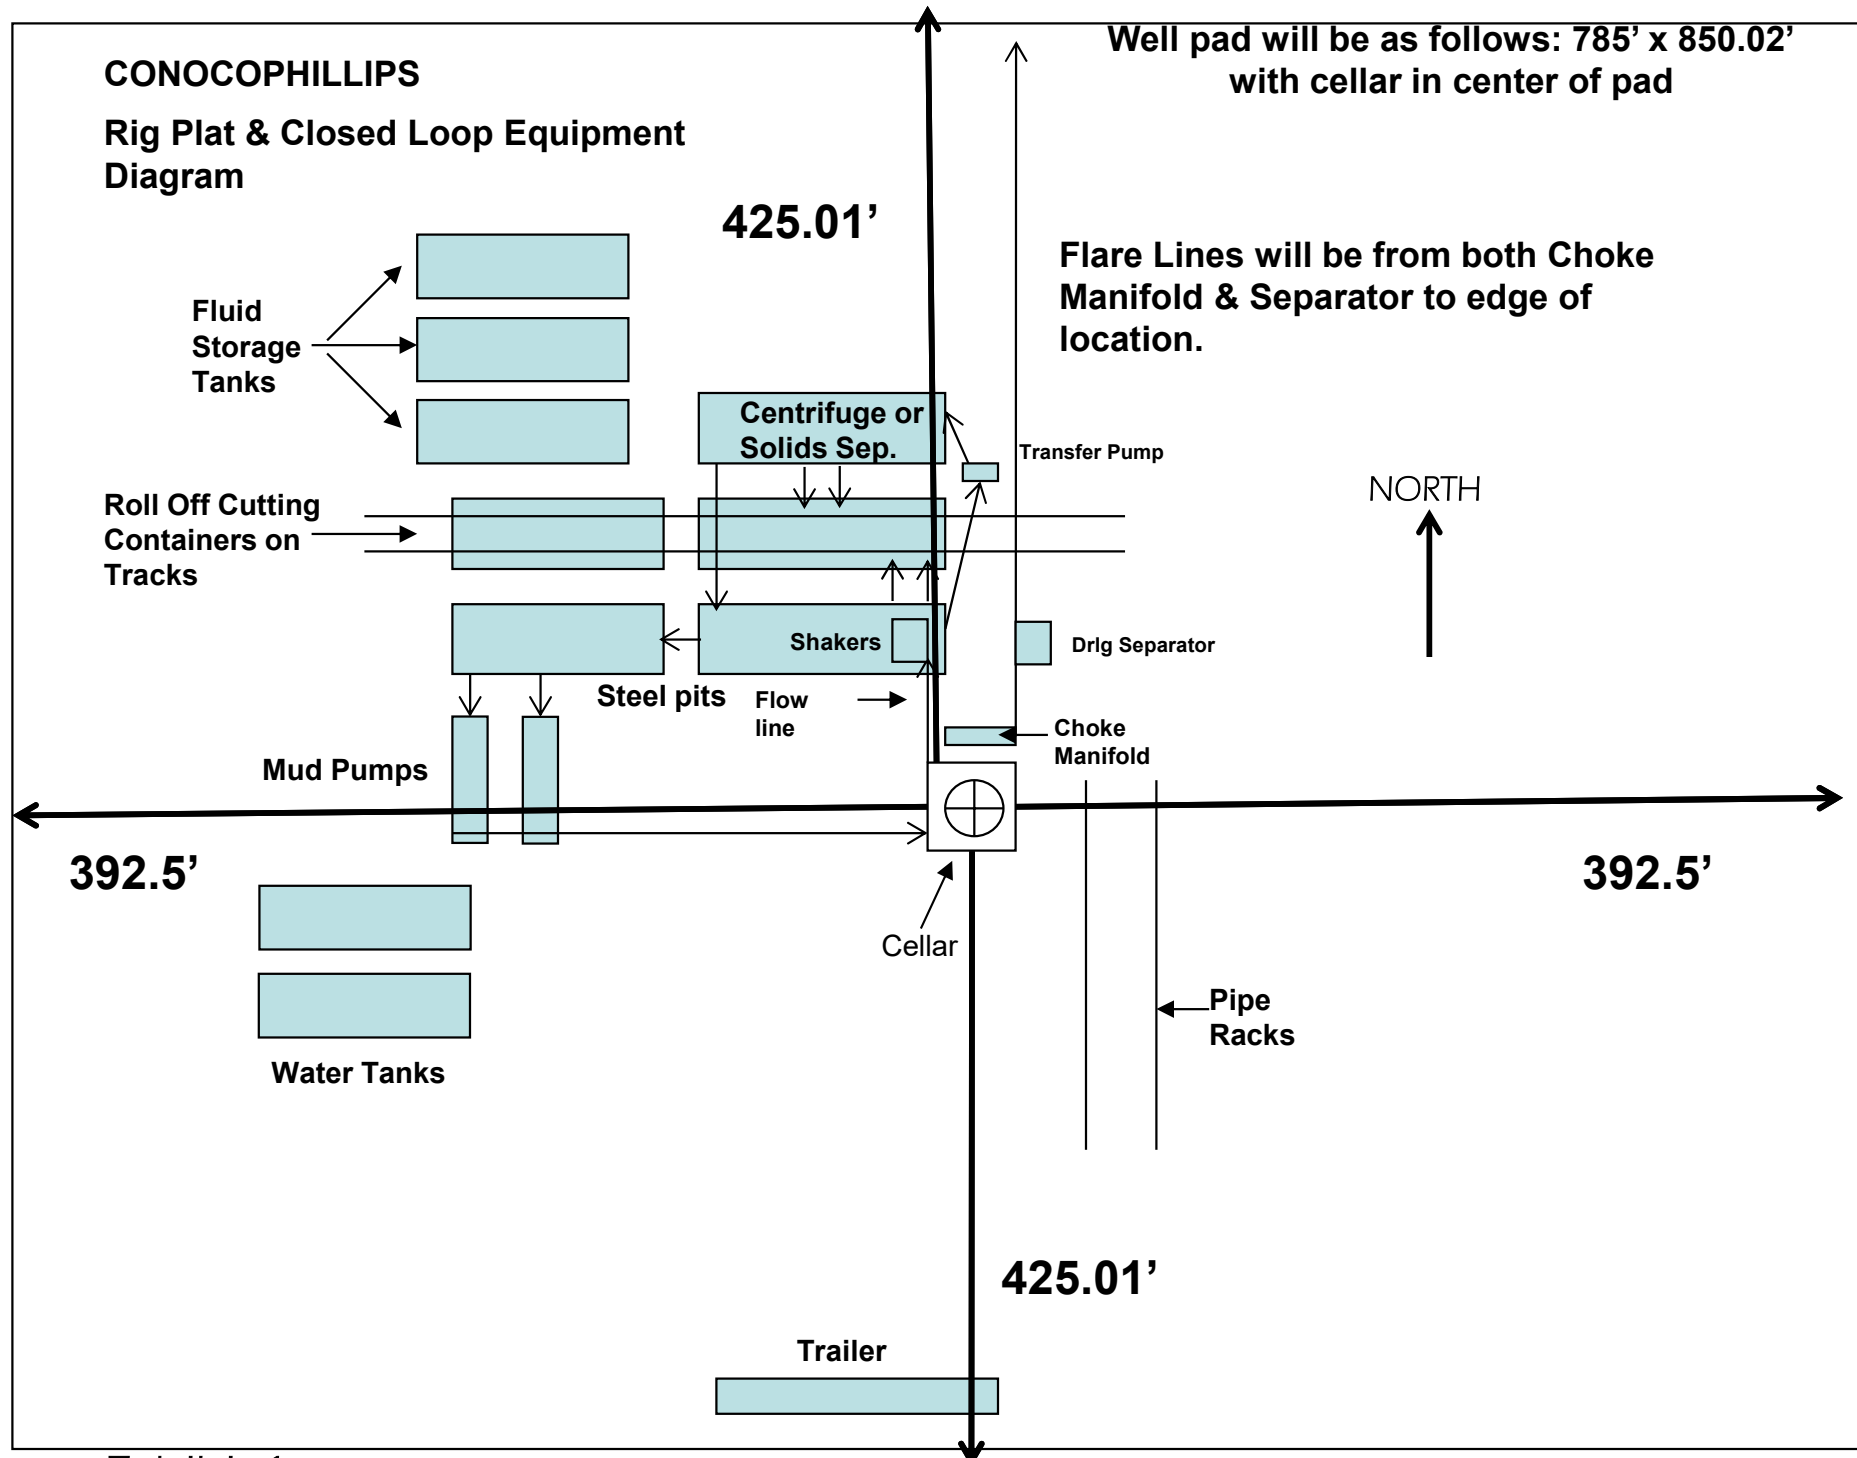 CONOCOPHILLIPS
Rig Plat & Closed Loop Equipment
Diagram
Well pad will be as follows: 785’ x 850.02’
with cellar in center of pad
425.01’
Flare Lines will be from both Choke
Manifold & Separator to edge of
location.
Fluid
Storage
Tanks
Centrifuge or
Solids Sep.
Transfer Pump
NORTH
Roll Off Cutting
Containers on
Tracks
Shakers
Drlg Separator
Steel pits
Flow
line
Choke
Manifold
Mud Pumps
392.5’
392.5’
Cellar
Pipe
Racks
Water Tanks
425.01’
Trailer